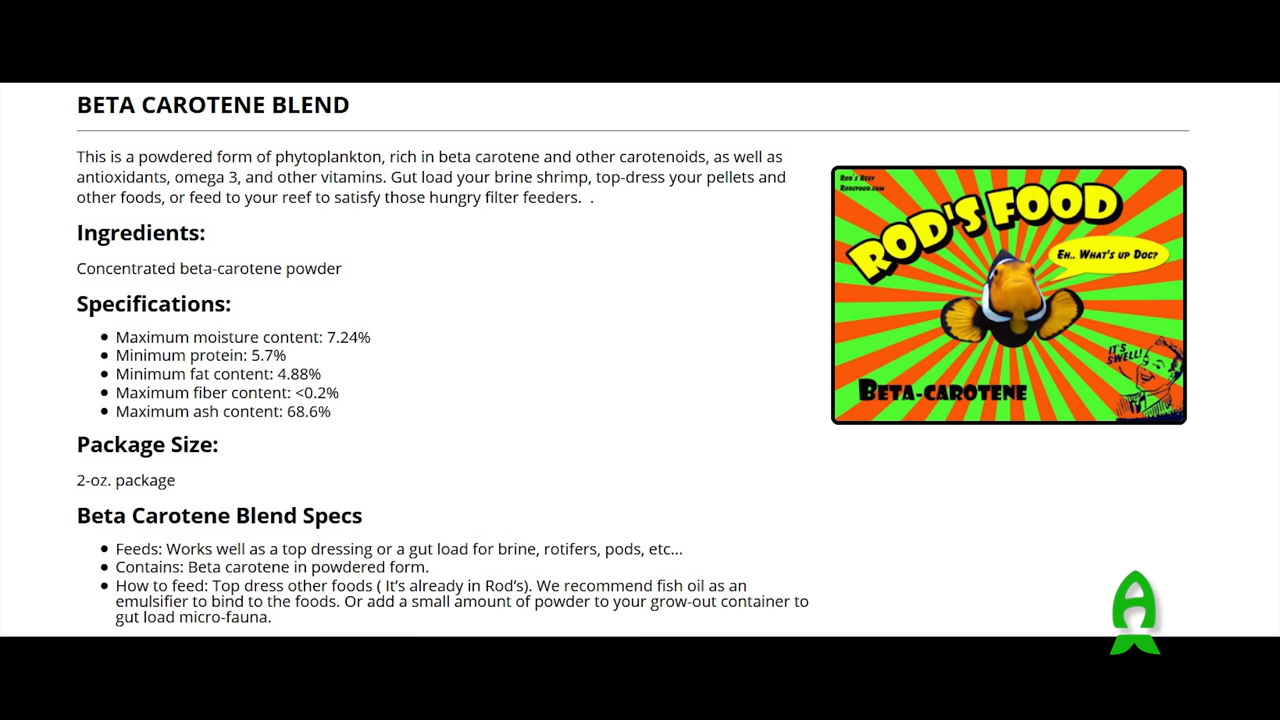 BETA CAROTENE BLEND
This is a powdered form of phytoplankton, rich in beta carotene and other carotenoids, as well as
antioxidants, omega 3, and other vitamins. Gut load your brine shrimp, top-dress your pellets and
other foods, or feed to your reef to satisfy those hungry filter feeders.  .
Ingredients:
Concentrated beta-carotene powder
Specifications:
Maximum moisture content: 7.24%
Minimum protein: 5.7%
Minimum fat content: 4.88%
Maximum fiber content: <0.2%
Maximum ash content: 68.6%
Package Size:
2-oz. package
Beta Carotene Blend Specs
Feeds: Works well as a top dressing or a gut load for brine, rotifers, pods, etc...
Contains: Beta carotene in powdered form.
How to feed: Top dress other foods ( It’s already in Rod’s). We recommend fish oil as an
emulsifier to bind to the foods. Or add a small amount of powder to your grow-out container to
gut load micro-fauna.
ROD'S REEF
RODSFOOD.COM
ROD'S FOOD
EH.. WHAT'S UP DOC?
IT'S
SWELL!
BETA-CAROTENE
A